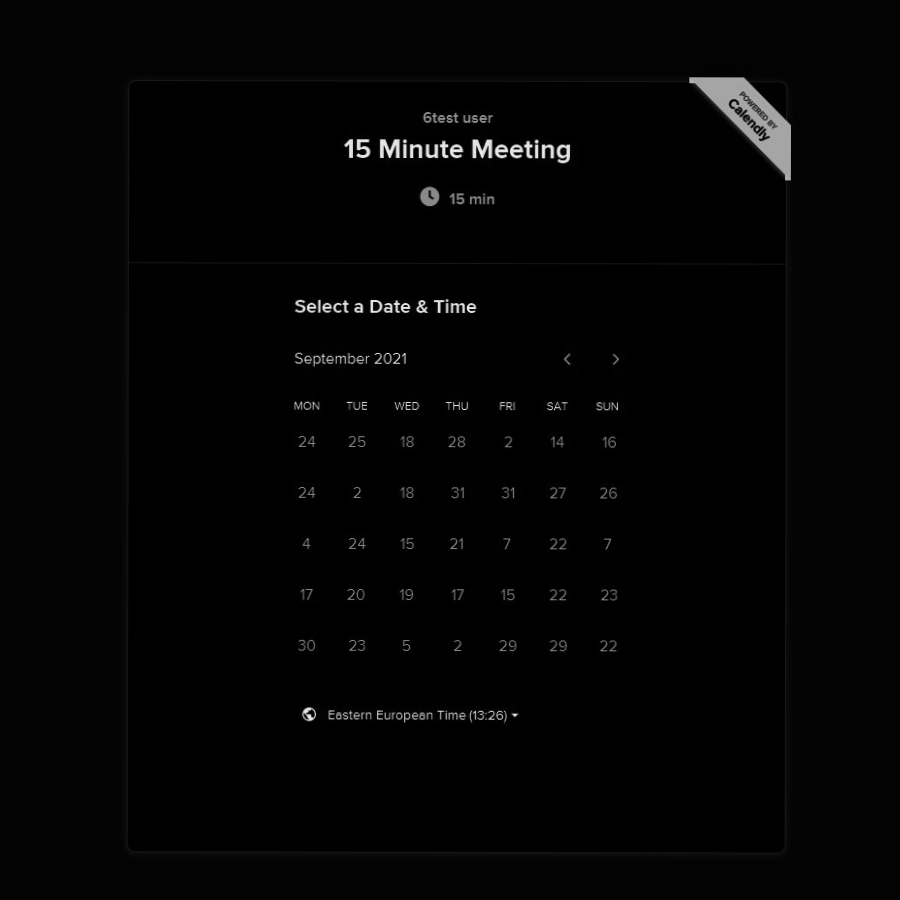 POWERED BY
Calendly
6test user
15 Minute Meeting
15 min
Select a Date & Time
September 2021
MON TUE WED THU FRI SAT SUN
24 25 18 28 2 14 16
24 2 18 31 31 27 26
4 24 15 21 7 22 7
17 20 19 17 15 22 23
30 23 5 2 29 29 22
Eastern European Time (13:26)